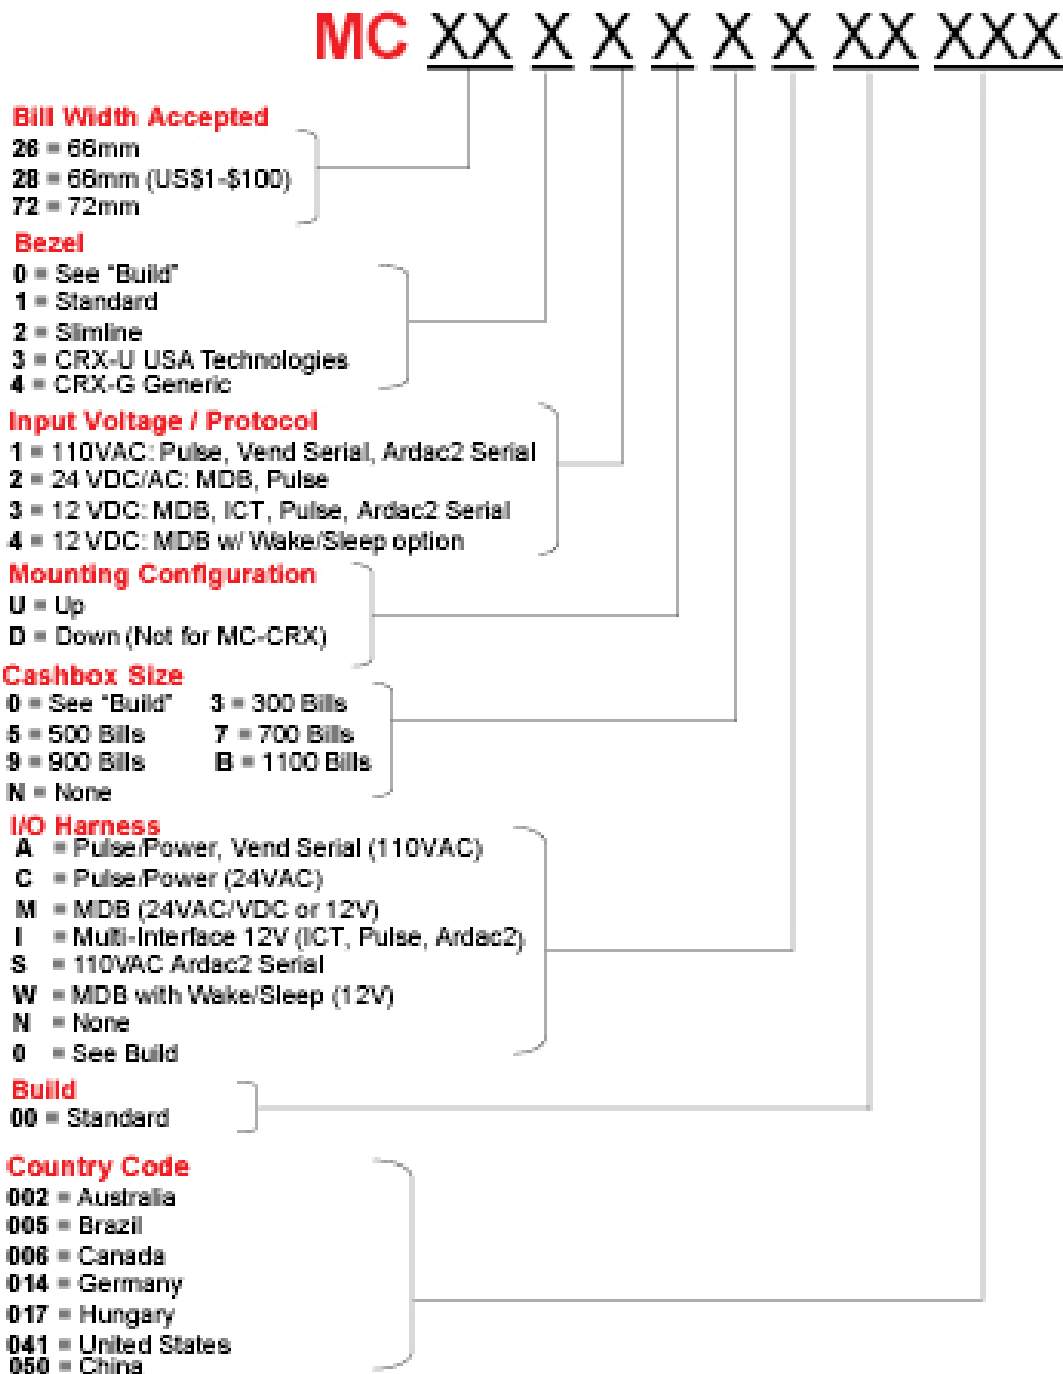 MC XX X X X X X XX XXX
Bill Width Accepted
26 = 66mm
28 = 66mm (US$1-$100)
72 = 72mm
Bezel
0 = See "Build"
1 = Standard
2 = Slimline
3 = CRX-U USA Technologies
4 = CRX-G Generic
Input Voltage / Protocol
1 = 110VAC: Pulse, Vend Serial, Ardac2 Serial
2 = 24 VDC/AC: MDB, Pulse
3 = 12 VDC: MDB, ICT, Pulse, Ardac2 Serial
4 = 12 VDC: MDB w/ Wake/Sleep option
Mounting Configuration
U = Up
D = Down (Not for MC-CRX)
Cashbox Size
0 = See "Build" 3 = 300 Bills
5 = 500 Bills 7 = 700 Bills
9 = 900 Bills B = 1100 Bills
N = None
I/O Harness
A = Pulse/Power, Vend Serial (110VAC)
C = Pulse/Power (24VAC)
M = MDB (24VAC/VDC or 12V)
I = Multi-Interface 12V (ICT, Pulse, Ardac2)
S = 110VAC Ardac2 Serial
W = MDB with Wake/Sleep (12V)
N = None
0 = See Build
Build
00 = Standard
Country Code
002 = Australia
005 = Brazil
006 = Canada
014 = Germany
017 = Hungary
041 = United States
050 = China